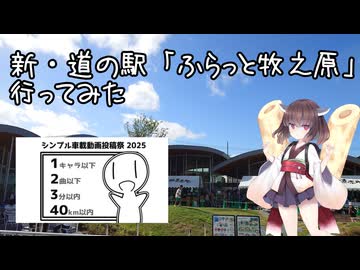 新・道の駅「ふらっと牧之原」
行ってみた
シンプル車載動画投稿祭 2025
1キャラ以下
2曲以下
3分以内
40km以内